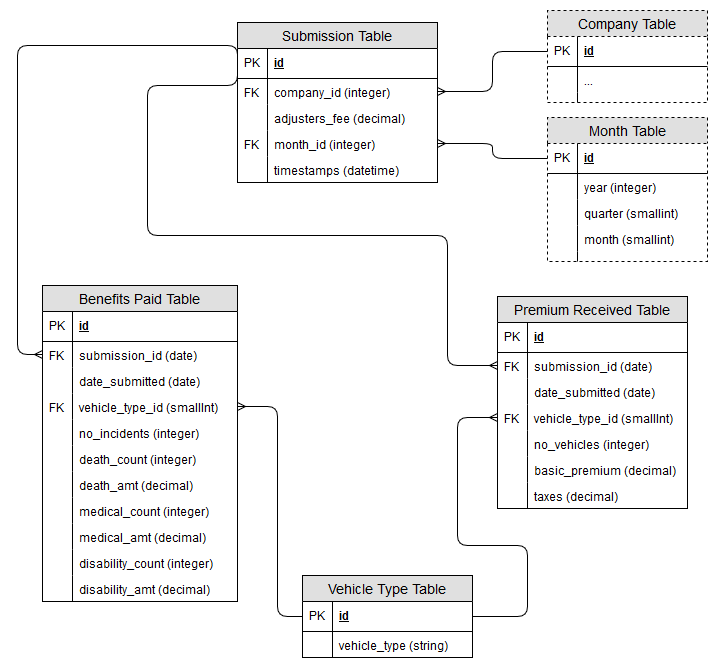 Submission Table
PK id
FK company_id (integer)
adjusters_fee (decimal)
FK month_id (integer)
timestamps (datetime)
Company Table
PK id
...
Month Table
PK id
year (integer)
quarter (smallint)
month (smallint)
Benefits Paid Table
PK id
FK submission_id (date)
date_submitted (date)
FK vehicle_type_id (smallInt)
no_incidents (integer)
death_count (integer)
death_amt (decimal)
medical_count (integer)
medical_amt (decimal)
disability_count (integer)
disability_amt (decimal)
Premium Received Table
PK id
FK submission_id (date)
date_submitted (date)
FK vehicle_type_id (smallInt)
no_vehicles (integer)
basic_premium (decimal)
taxes (decimal)
Vehicle Type Table
PK id
vehicle_type (string)